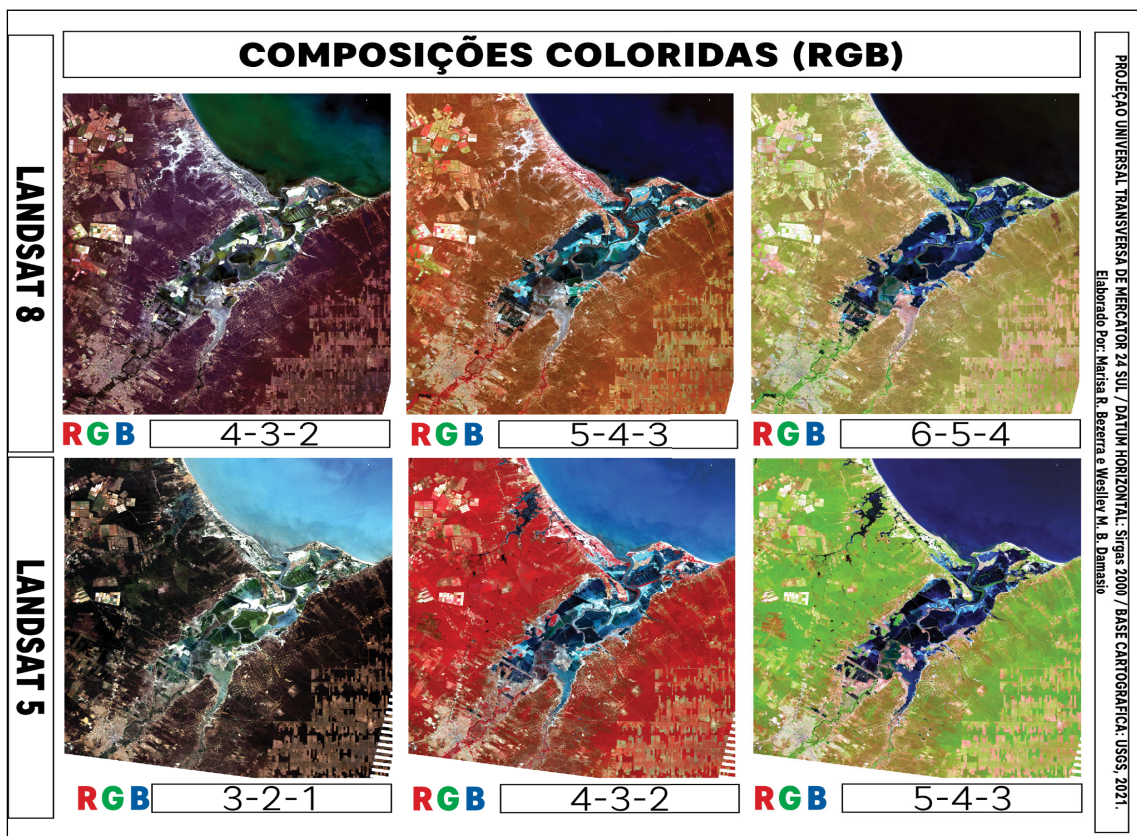 COMPOSIÇÕES COLORIDAS (RGB)
LANDSAT 8
RGB 4-3-2
RGB 5-4-3
RGB 6-5-4
LANDSAT 5
RGB 3-2-1
RGB 4-3-2
RGB 5-4-3
PROJEÇAO UNIVERSAL TRANSVERSA DE MERCATOR 24 SUL / DATUM HORIZONTAL.: Sirgas 2000 / BASE CARTOGRAFICA: USGS, 2021.
Elaborado Por: Marisa R. Bezerra e Weslley M. B. Damasio